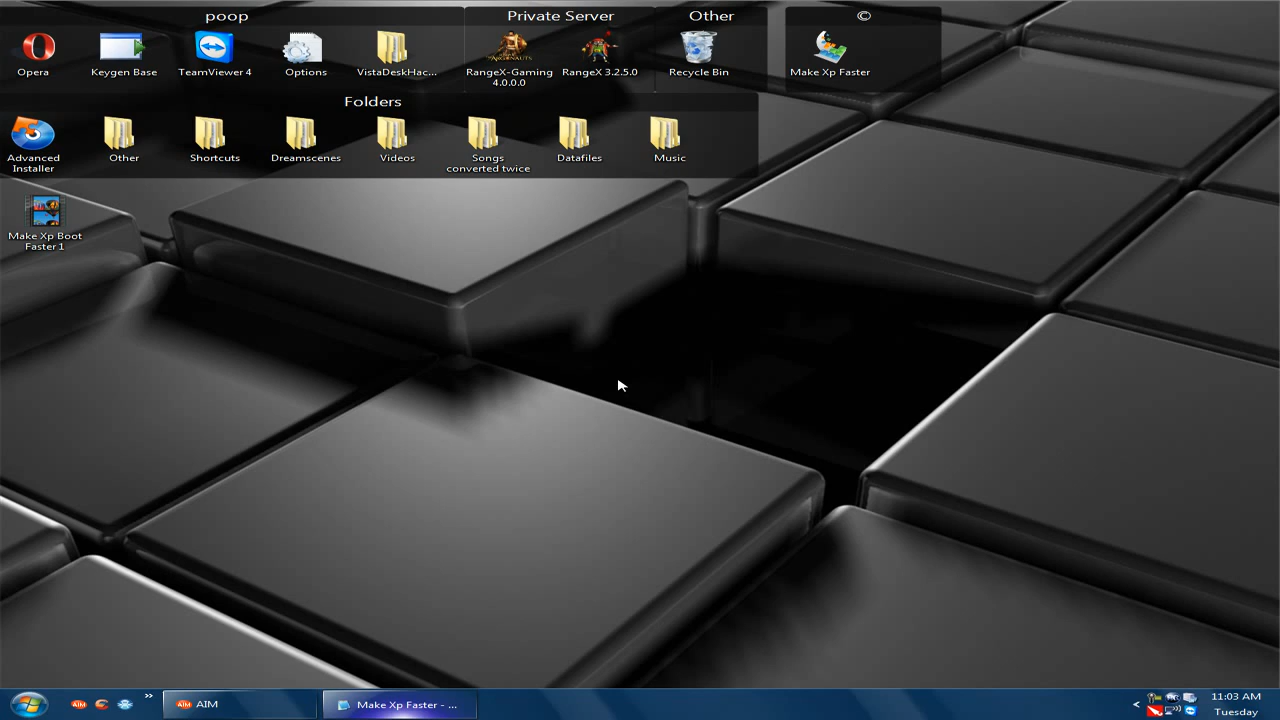 poop
Private Server
Other
©
Opera
Keygen Base
TeamViewer 4
Options
VistaDeskHac...
RangeX-Gaming
4.0.0.0
RangeX 3.2.5.0
Recycle Bin
Make Xp Faster
Folders
Advanced
Installer
Other
Shortcuts
Dreamscenes
Videos
Songs
converted twice
Datafiles
Music
Make Xp Boot
Faster 1
AIM
Make Xp Faster - ...
11:03 AM
Tuesday